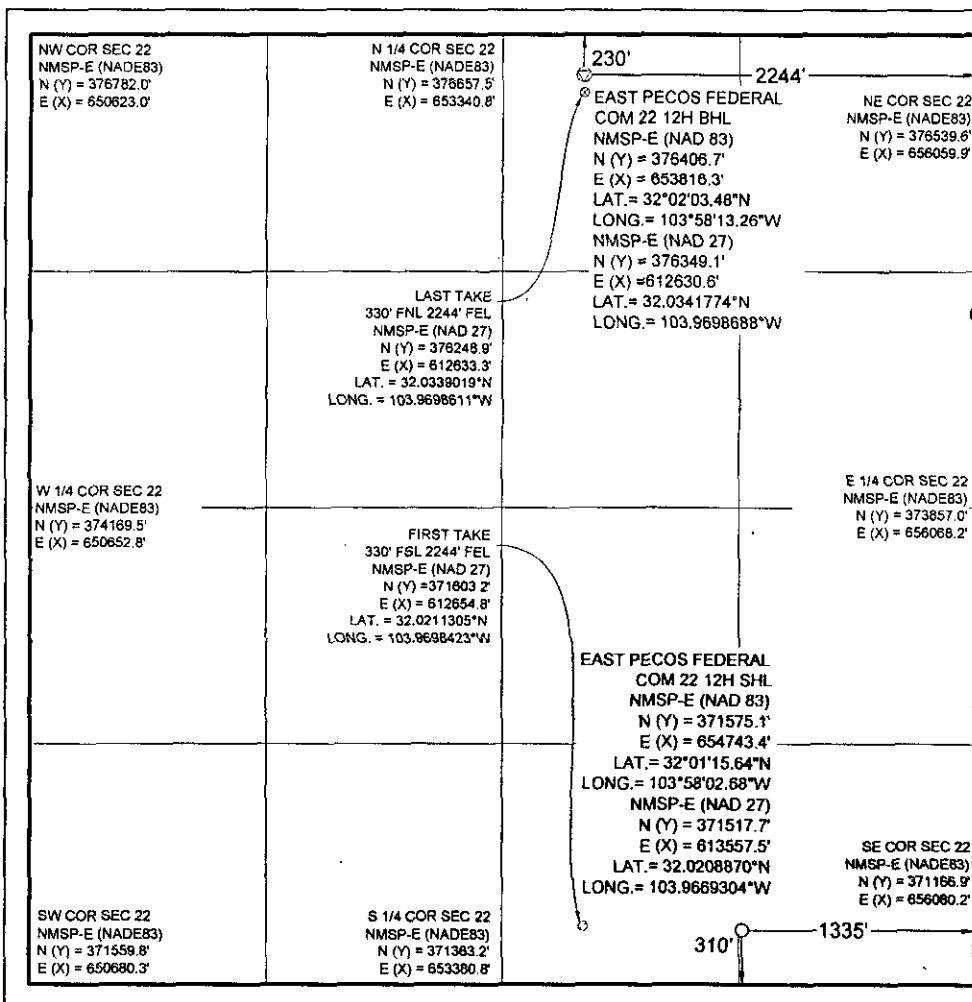 NW COR SEC 22
NMSP-E (NADE83)
N (Y) = 376782.0'
E (X) = 650623.0'
N 1/4 COR SEC 22
NMSP-E (NADE83)
N (Y) = 376657.5'
E (X) = 653340.8'
230'
2244'
EAST PECOS FEDERAL
COM 22 12H BHL
NMSP-E (NAD 83)
N (Y) = 376406.7'
E (X) = 653816.3'
LAT.= 32°02'03.48"N
LONG.= 103°58'13.26"W
NMSP-E (NAD 27)
N (Y) = 376349.1'
E (X) =612630.6'
LAT.= 32.0341774°N
LONG.= 103.9698688°W
NE COR SEC 22
NMSP-E (NADE83)
N (Y) = 376539.6'
E (X) = 656059.9'
LAST TAKE
330' FNL 2244' FEL
NMSP-E (NAD 27)
N (Y) = 376248.9'
E (X) = 612633.3'
LAT. = 32.0339019°N
LONG. = 103.9698611°W
W 1/4 COR SEC 22
NMSP-E (NADE83)
N (Y) = 374169.5'
E (X) = 650652.8'
FIRST TAKE
330' FSL 2244' FEL
NMSP-E (NAD 27)
N (Y) =371603 2'
E (X) = 612654.8'
LAT. = 32.0211305°N
LONG. = 103.9698423°W
E 1/4 COR SEC 22
NMSP-E (NADE83)
N (Y) = 373857.0'
E (X) = 656068.2'
EAST PECOS FEDERAL
COM 22 12H SHL
NMSP-E (NAD 83)
N (Y) = 371575.1'
E (X) = 654743.4'
LAT.= 32°01'15.64"N
LONG.= 103°58'02.68"W
NMSP-E (NAD 27)
N (Y) = 371517.7'
E (X) = 613557.5'
LAT.= 32.0208870°N
LONG.= 103.9669304°W
SE COR SEC 22
NMSP-E (NADE83)
N (Y) = 371166.9'
E (X) = 656080.2'
SW COR SEC 22
NMSP-E (NADE83)
N (Y) = 371559.8'
E (X) = 650680.3'
S 1/4 COR SEC 22
NMSP-E (NADE83)
N (Y) = 371363.2'
E (X) = 653380.8'
310'
1335'